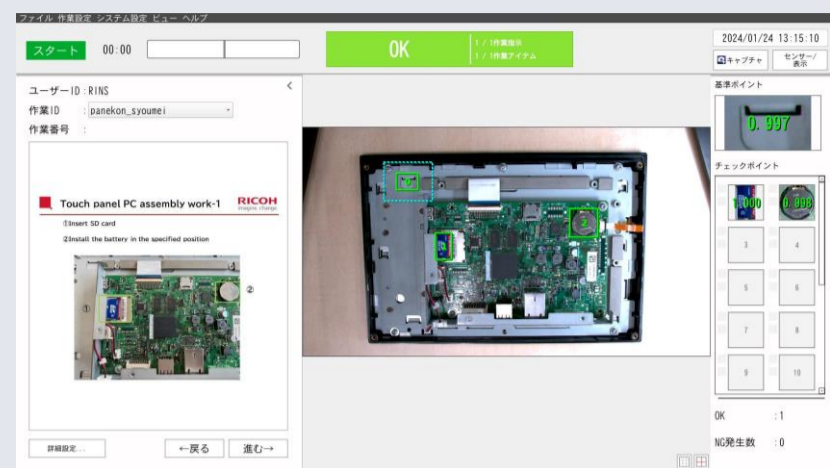 ファイル 作業設定 システム設定 ビュー ヘルプ
スタート
00:00
OK
1 / 1作業指示
1 / 1作業アイテム
2024/01/24 13:15:10
キャプチャ
センサー/
表示
ユーザーID:RINS
<
作業ID :panekon_syoumei
作業番号 :
Touch panel PC assembly work-1
RICOH
imagine. change.
①Insert SD card
②Install the battery in the specified position
①
②
詳細設定...
←戻る
進む→
0
2
基準ポイント
0.997
チェックポイント
1.000
0.998
3
4
5
6
7
8
9
10
OK :1
NG発生数 :0